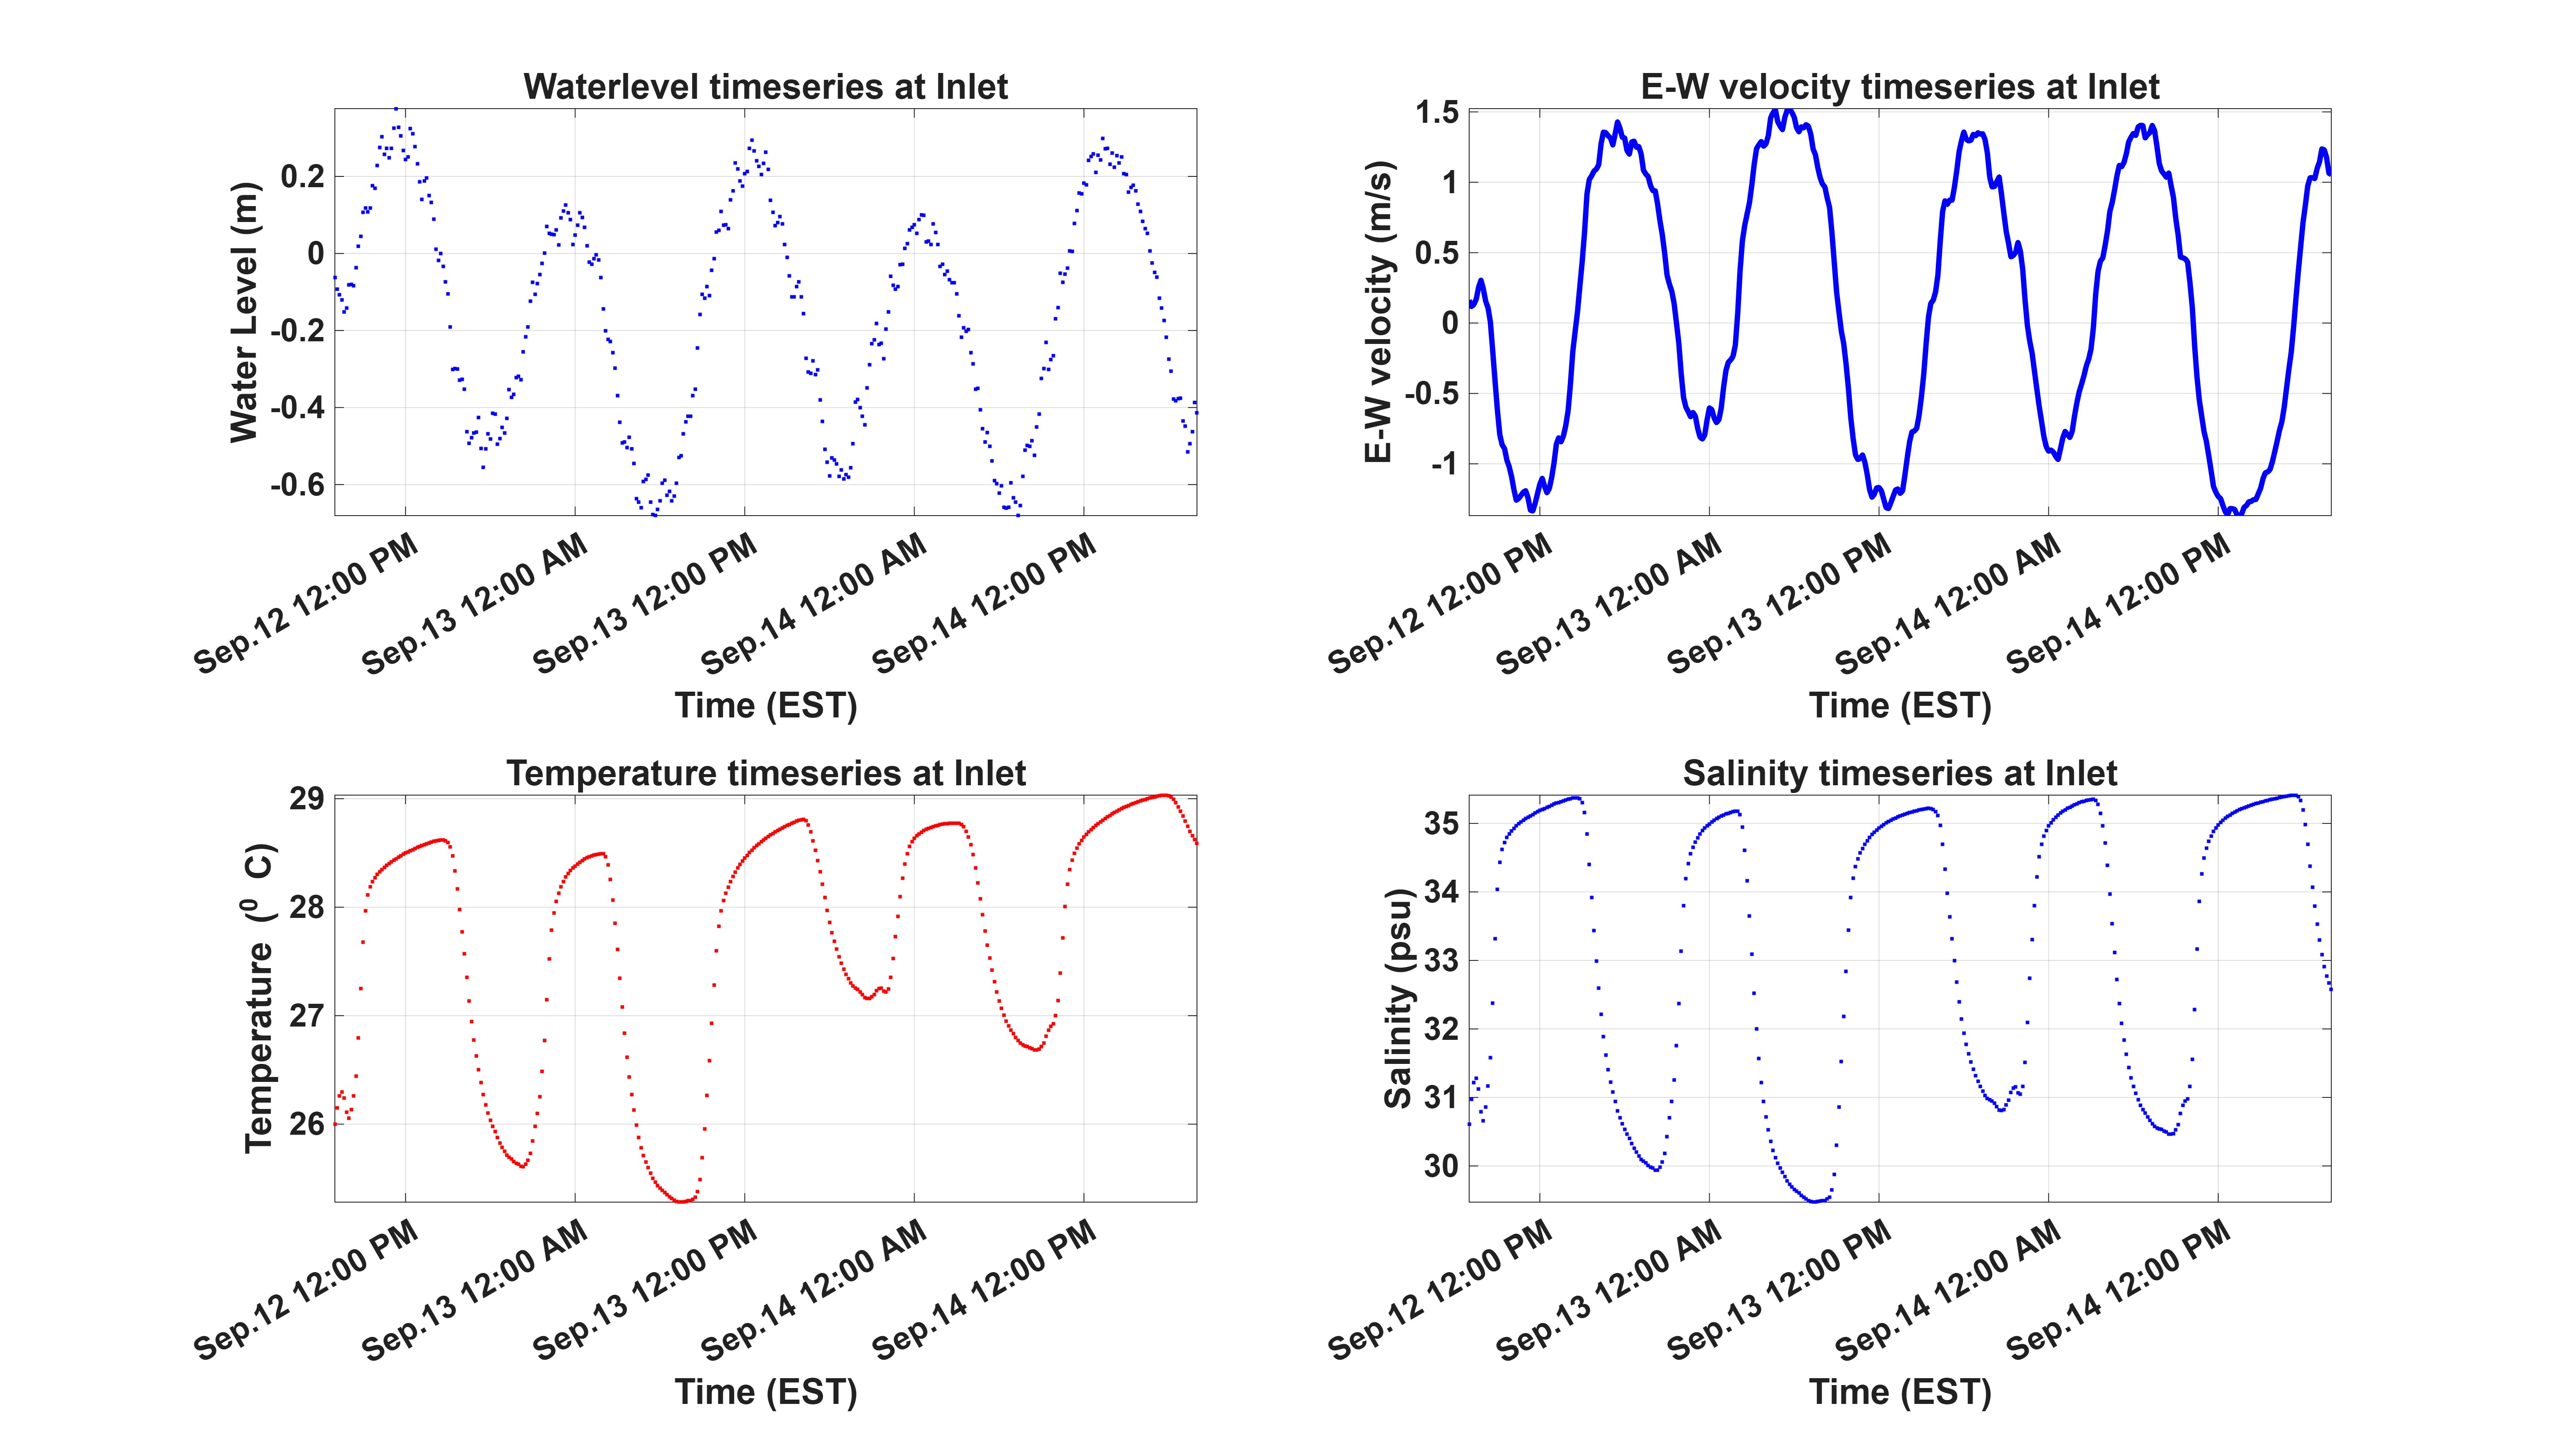 Waterlevel timeseries at Inlet
Water Level (m)
0.2
0
-0.2
-0.4
-0.6
Sep.12 12:00 PM
Sep.13 12:00 AM
Sep.13 12:00 PM
Sep.14 12:00 AM
Sep.14 12:00 PM
Time (EST)
E-W velocity timeseries at Inlet
E-W velocity (m/s)
1.5
1
0.5
0
-0.5
-1
Sep.12 12:00 PM
Sep.13 12:00 AM
Sep.13 12:00 PM
Sep.14 12:00 AM
Sep.14 12:00 PM
Time (EST)
Temperature timeseries at Inlet
Temperature (⁰ C)
29
28
27
26
Sep.12 12:00 PM
Sep.13 12:00 AM
Sep.13 12:00 PM
Sep.14 12:00 AM
Sep.14 12:00 PM
Time (EST)
Salinity timeseries at Inlet
Salinity (psu)
35
34
33
32
31
30
Sep.12 12:00 PM
Sep.13 12:00 AM
Sep.13 12:00 PM
Sep.14 12:00 AM
Sep.14 12:00 PM
Time (EST)